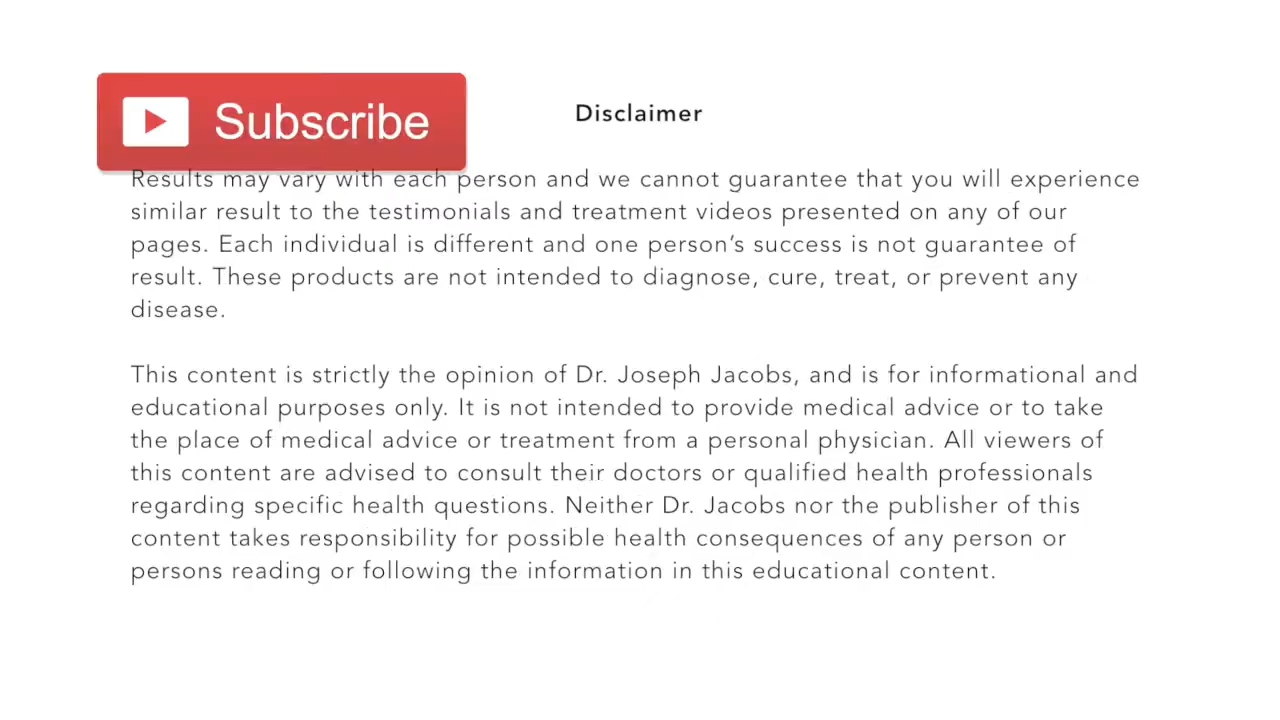 Subscribe
Disclaimer
Results may vary with each person and we cannot guarantee that you will experience
similar result to the testimonials and treatment videos presented on any of our
pages. Each individual is different and one person’s success is not guarantee of
result. These products are not intended to diagnose, cure, treat, or prevent any
disease.
This content is strictly the opinion of Dr. Joseph Jacobs, and is for informational and
educational purposes only. It is not intended to provide medical advice or to take
the place of medical advice or treatment from a personal physician. All viewers of
this content are advised to consult their doctors or qualified health professionals
regarding specific health questions. Neither Dr. Jacobs nor the publisher of this
content takes responsibility for possible health consequences of any person or
persons reading or following the information in this educational content.